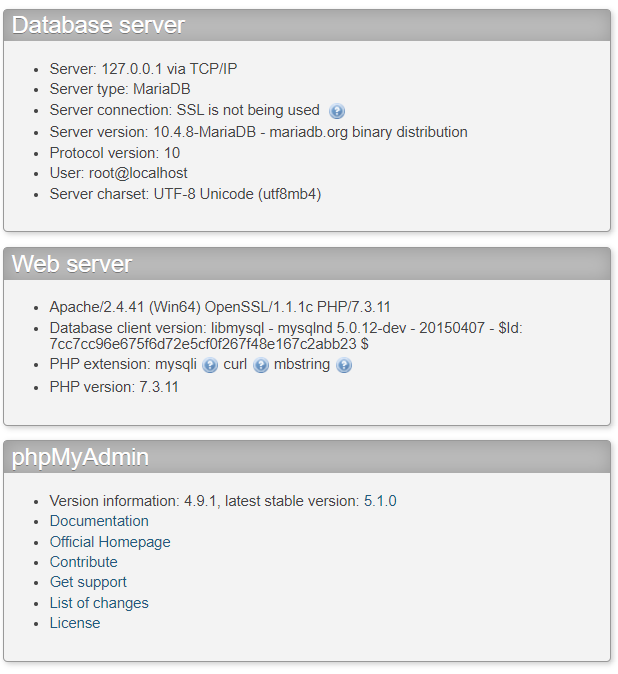 Database server
Server: 127.0.0.1 via TCP/IP
Server type: MariaDB
Server connection: SSL is not being used
Server version: 10.4.8-MariaDB - mariadb.org binary distribution
Protocol version: 10
User: root@localhost
Server charset: UTF-8 Unicode (utf8mb4)
Web server
Apache/2.4.41 (Win64) OpenSSL/1.1.1c PHP/7.3.11
Database client version: libmysql - mysqlnd 5.0.12-dev - 20150407 - $Id:
7cc7cc96e675f6d72e5cf0f267f48e167c2abb23 $
PHP extension: mysqli curl mbstring
PHP version: 7.3.11
phpMyAdmin
Version information: 4.9.1, latest stable version: 5.1.0
Documentation
Official Homepage
Contribute
Get support
List of changes
License